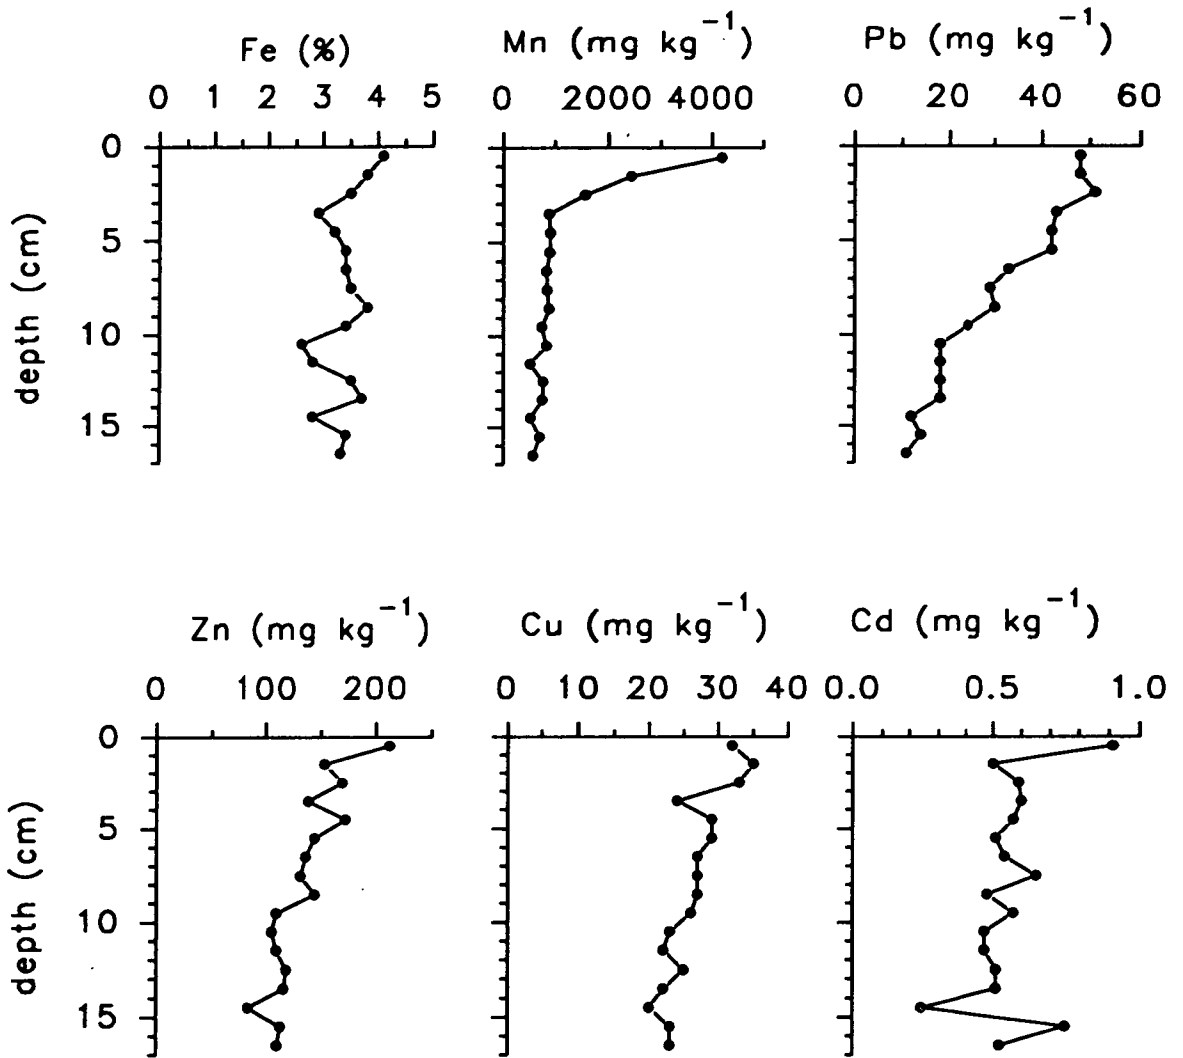 Fe (%)
Mn (mg kg⁻¹)
Pb (mg kg⁻¹)
0 1 2 3 4 5
0 2000 4000
0 20 40 60
0
5
10
15
depth (cm)
Zn (mg kg⁻¹)
Cu (mg kg⁻¹)
Cd (mg kg⁻¹)
0 100 200
0 10 20 30 40
0.0 0.5 1.0
0
5
10
15
depth (cm)